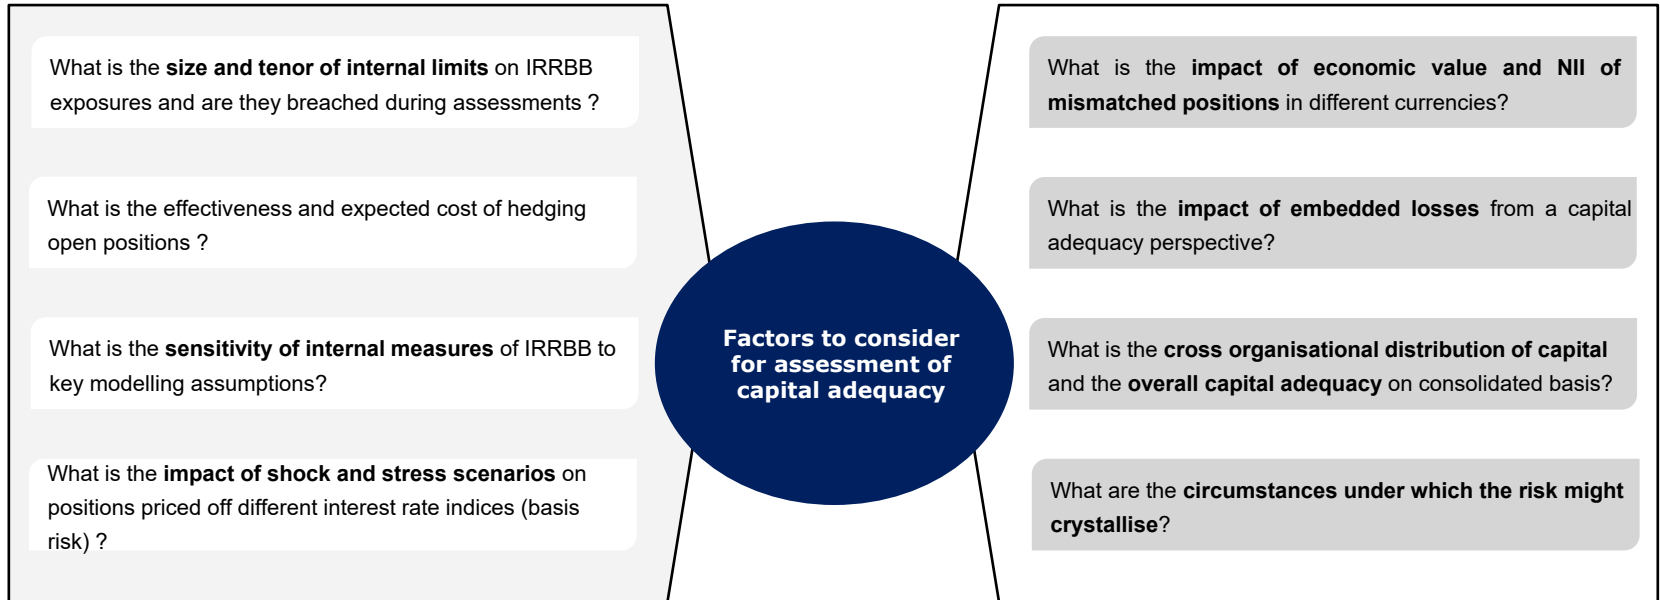 What is the size and tenor of internal limits on IRRBB
exposures and are they breached during assessments ?
What is the effectiveness and expected cost of hedging
open positions ?
What is the sensitivity of internal measures of IRRBB to
key modelling assumptions?
What is the impact of shock and stress scenarios on
positions priced off different interest rate indices (basis
risk) ?
Factors to consider
for assessment of
capital adequacy
What is the impact of economic value and NII of
mismatched positions in different currencies?
What is the impact of embedded losses from a capital
adequacy perspective?
What is the cross organisational distribution of capital
and the overall capital adequacy on consolidated basis?
What are the circumstances under which the risk might
crystallise?